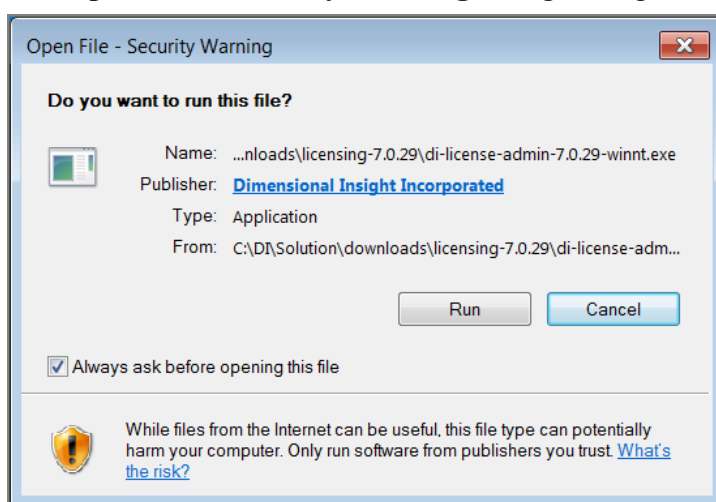 Open File - Security Warning
Do you want to run this file?
Name: ...nloads\licensing-7.0.29\di-license-admin-7.0.29-winnt.exe
Publisher: Dimensional Insight Incorporated
Type: Application
From: C:\DI\Solution\downloads\licensing-7.0.29\di-license-adm...
Run Cancel
Always ask before opening this file
While files from the Internet can be useful, this file type can potentially
harm your computer. Only run software from publishers you trust. What's
the risk?